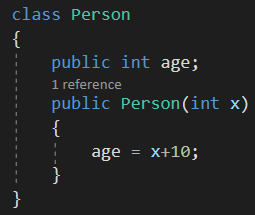 class Person
{
public int age;
1 reference
public Person(int x)
{
age = x+10;
}
}